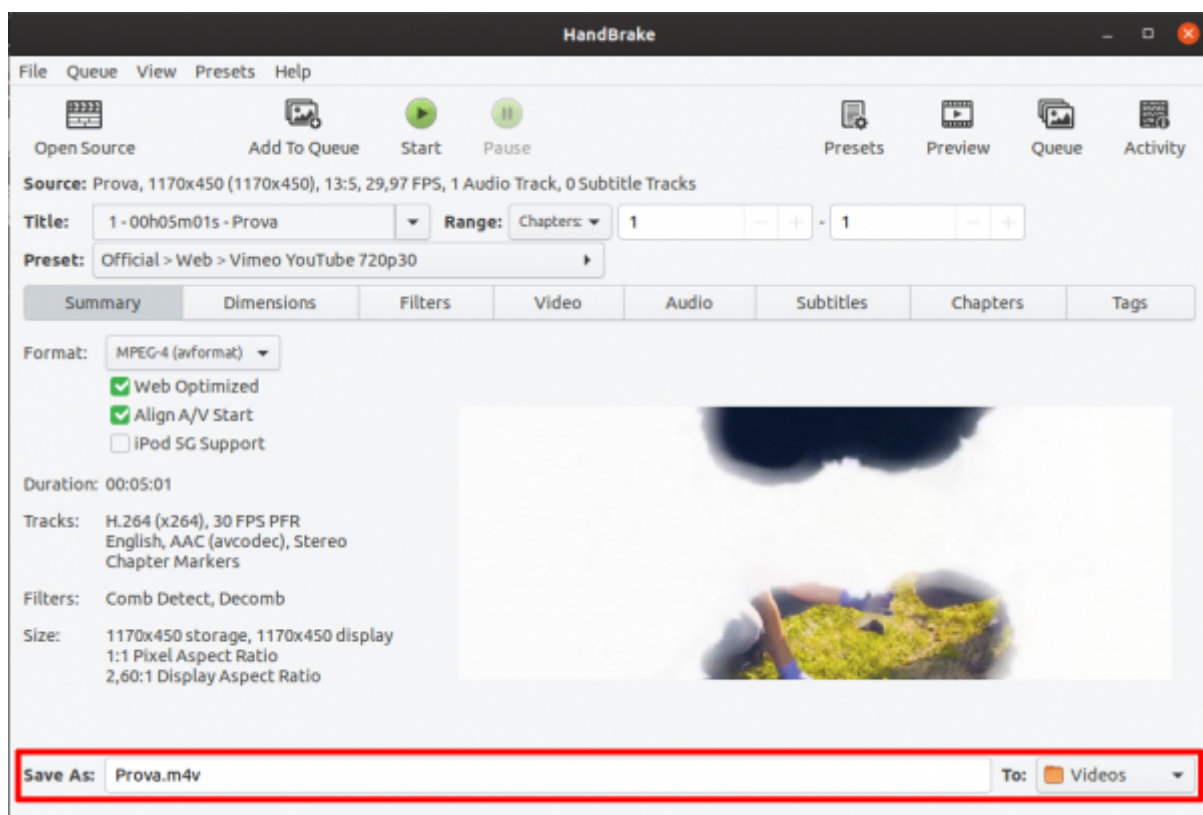 HandBrake
File Queue View Presets Help
Open Source Add To Queue Start Pause Presets Preview Queue Activity
Source: Prova, 1170x450 (1170x450), 13:5, 29,97 FPS, 1 Audio Track, 0 Subtitle Tracks
Title: 1 - 00h05m01s - Prova Range: Chapters: 1 - 1
Preset: Official > Web > Vimeo YouTube 720p30
Summary Dimensions Filters Video Audio Subtitles Chapters Tags
Format: MPEG-4 (avformat)
Web Optimized
Align A/V Start
iPod 5G Support
Duration: 00:05:01
Tracks: H.264 (x264), 30 FPS PFR
English, AAC (avcodec), Stereo
Chapter Markers
Filters: Comb Detect, Decomb
Size: 1170x450 storage, 1170x450 display
1:1 Pixel Aspect Ratio
2,60:1 Display Aspect Ratio
Save As: Prova.m4v To: Videos